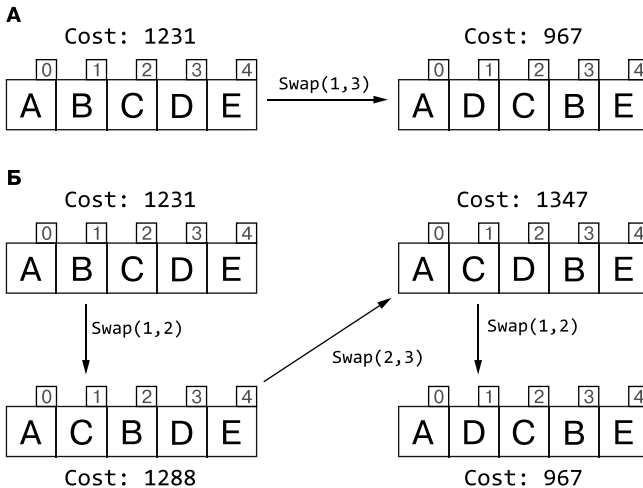 А
Cost: 1231 Cost: 967
0 1 2 3 4 0 1 2 3 4
A B C D E Swap(1,3) A D C B E
Б
Cost: 1231 Cost: 1347
0 1 2 3 4 0 1 2 3 4
A B C D E A C D B E
Swap(1,2) Swap(1,2)
Swap(2,3)
0 1 2 3 4 0 1 2 3 4
A C B D E A D C B E
Cost: 1288 Cost: 967